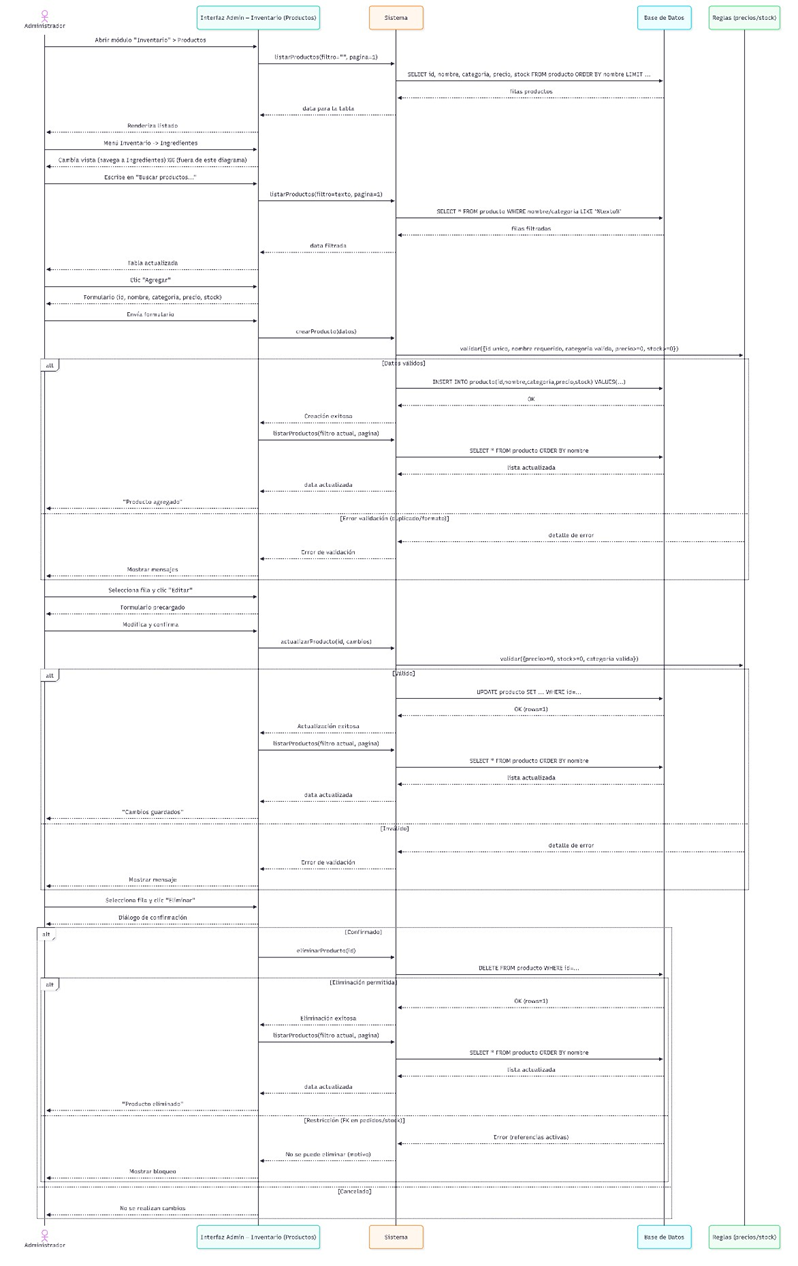 Administrador
Interfaz Admin – Inventario (Productos)
Sistema
Base de Datos
Reglas (precios/stock)
Abrir módulo "Inventario" > Productos
listarProductos(filtro="", pagina=1)
SELECT id, nombre, categoria, precio, stock FROM producto ORDER BY nombre LIMIT ...
filas productos
data para la tabla
Renderiza listado
Menú Inventario -> Ingredientes
Cambia vista (navega a Ingredientes) (fuera de este diagrama)
Escribe en "Buscar productos..."
listarProductos(filtro=texto, pagina=1)
SELECT * FROM producto WHERE nombre/categoria LIKE '%texto%'
filas filtradas
data filtrada
Tabla actualizada
Clic "Agregar"
Formulario (id, nombre, categoria, precio, stock)
Envía formulario
crearProducto(datos)
validar({id unico, nombre requerido, categoria valida, precio>=0, stock>=0})
alt
[Datos válidos]
INSERT INTO producto(id,nombre,categoria,precio,stock) VALUES(...)
OK
Creación exitosa
listarProductos(filtro actual, pagina)
SELECT * FROM producto ORDER BY nombre
lista actualizada
data actualizada
"Producto agregado"
[Error validación (duplicado/formato)]
detalle de error
Error de validación
Mostrar mensajes
Selecciona fila y clic "Editar"
Formulario precargado
Modifica y confirma
actualizarProducto(id, cambios)
validar({precio>=0, stock>=0, categoria valida})
alt
[Válido]
UPDATE producto SET ... WHERE id=...
OK (rows=1)
Actualización exitosa
listarProductos(filtro actual, pagina)
SELECT * FROM producto ORDER BY nombre
lista actualizada
data actualizada
"Cambios guardados"
[Inválido]
detalle de error
Error de validación
Mostrar mensaje
Selecciona fila y clic "Eliminar"
Diálogo de confirmación
alt
[Confirmado]
eliminarProducto(id)
DELETE FROM producto WHERE id=...
alt
[Eliminación permitida]
OK (rows=1)
Eliminación exitosa
listarProductos(filtro actual, pagina)
SELECT * FROM producto ORDER BY nombre
lista actualizada
data actualizada
"Producto eliminado"
[Restricción (FK en pedidos/stock)]
Error (referencias activas)
No se puede eliminar (motivo)
Mostrar bloqueo
[Cancelado]
No se realizan cambios
Administrador
Interfaz Admin – Inventario (Productos)
Sistema
Base de Datos
Reglas (precios/stock)